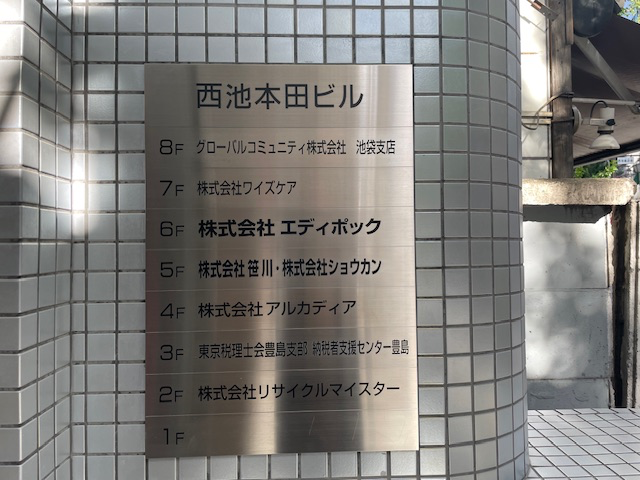 西池本田ビル
8F グローバルコミュニティ株式会社 池袋支店
7F 株式会社ワイズケア
6F 株式会社 エディポック
5F 株式会社 笹川・株式会社ショウカン
4F 株式会社 アルカディア
3F 東京税理士会豊島支部 納税者支援センター豊島
2F 株式会社リサイクルマイスター
1F